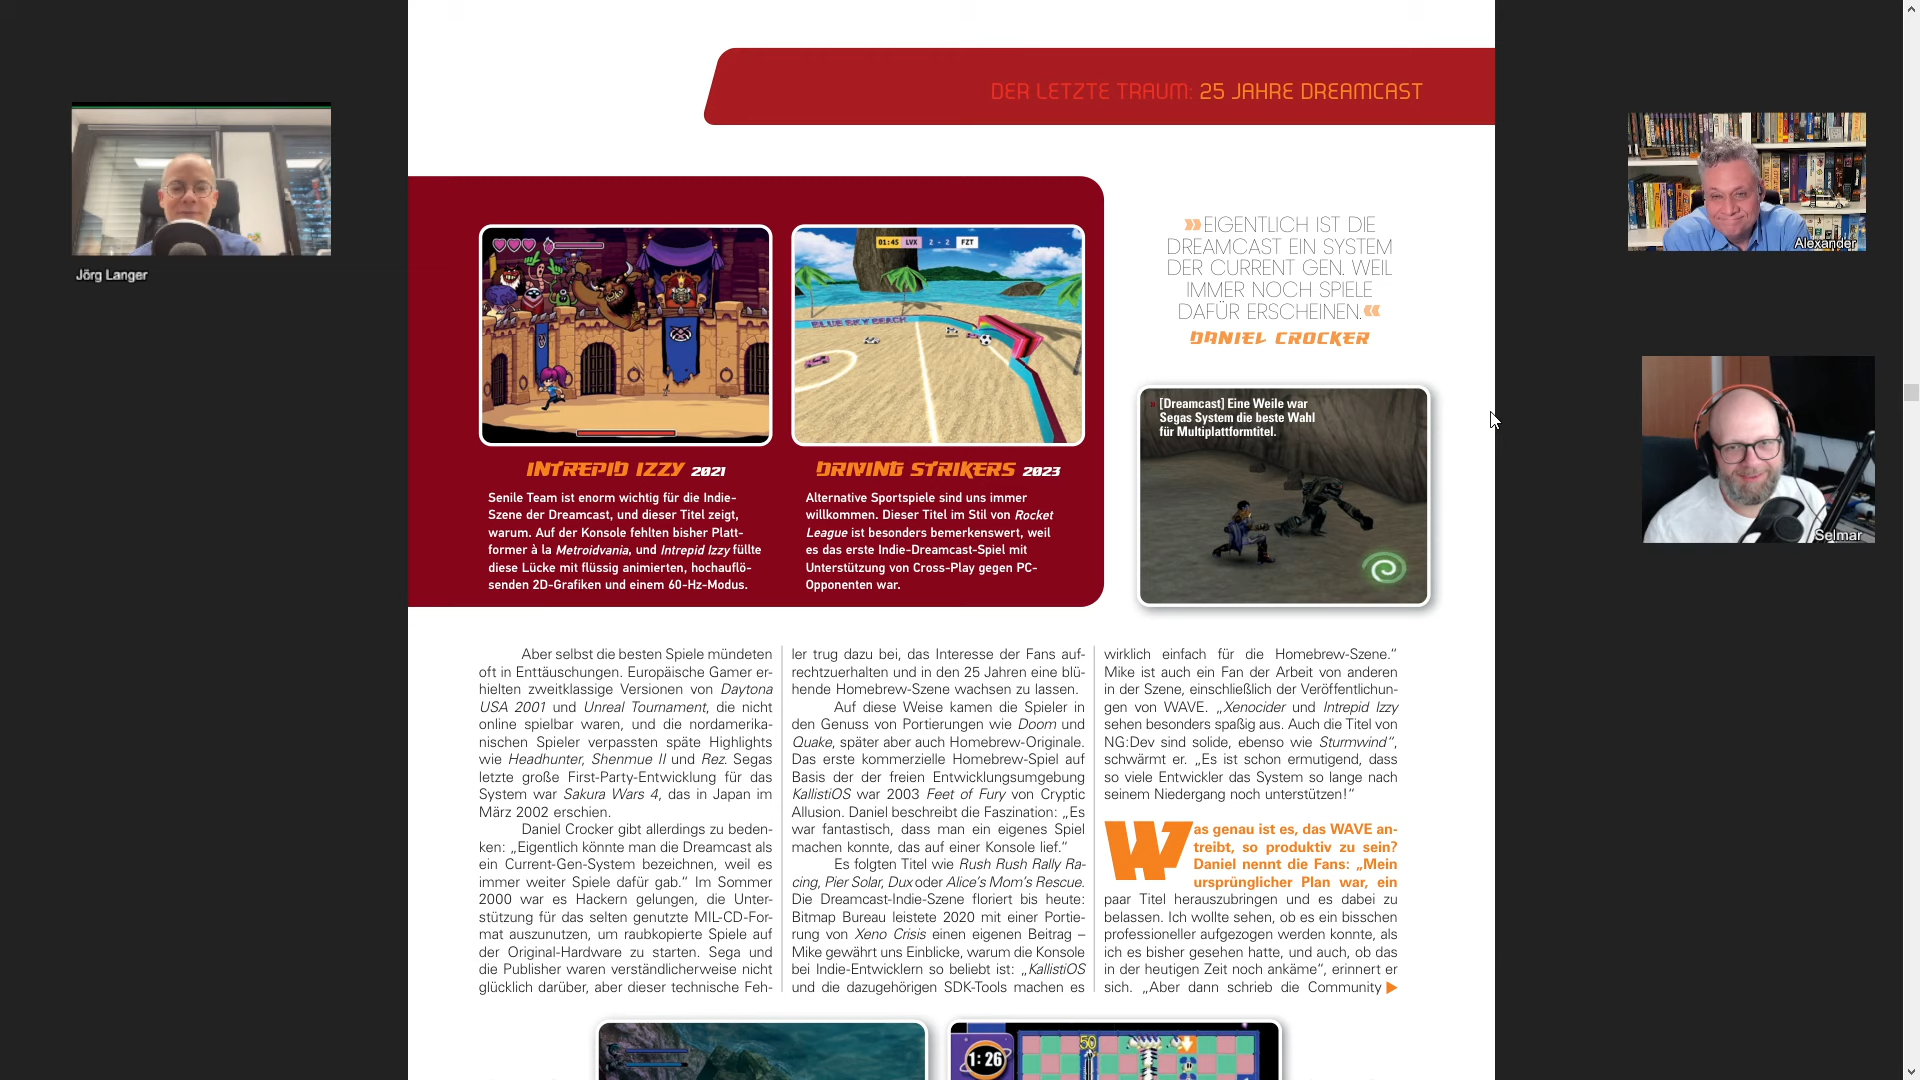 DER LETZTE TRAUM: 25 JAHRE DREAMCAST
Jörg Langer
Alexander
Selmar
01:45 LVX 2 - 2 FZT
BLUE SKY BEACH
INTREPID IZZY 2021
Senile Team ist enorm wichtig für die Indie-
Szene der Dreamcast, und dieser Titel zeigt,
warum. Auf der Konsole fehlten bisher Platt-
former à la Metroidvania, und Intrepid Izzy füllte
diese Lücke mit flüssig animierten, hochauflö-
senden 2D-Grafiken und einem 60-Hz-Modus.
DRIVING STRIKERS 2023
Alternative Sportspiele sind uns immer
willkommen. Dieser Titel im Stil von Rocket
League ist besonders bemerkenswert, weil
es das erste Indie-Dreamcast-Spiel mit
Unterstützung von Cross-Play gegen PC-
Opponenten war.
»EIGENTLICH IST DIE
DREAMCAST EIN SYSTEM
DER CURRENT GEN. WEIL
IMMER NOCH SPIELE
DAFÜR ERSCHEINEN.«
DANIEL CROCKER
» [Dreamcast] Eine Weile war
Segas System die beste Wahl
für Multiplattformtitel.
Aber selbst die besten Spiele mündeten
oft in Enttäuschungen. Europäische Gamer er-
hielten zweitklassige Versionen von Daytona
USA 2001 und Unreal Tournament, die nicht
online spielbar waren, und die nordamerika-
nischen Spieler verpassten späte Highlights
wie Headhunter, Shenmue II und Rez. Segas
letzte große First-Party-Entwicklung für das
System war Sakura Wars 4, das in Japan im
März 2002 erschien.
Daniel Crocker gibt allerdings zu beden-
ken: „Eigentlich könnte man die Dreamcast als
ein Current-Gen-System bezeichnen, weil es
immer weiter Spiele dafür gab.“ Im Sommer
2000 war es Hackern gelungen, die Unter-
stützung für das selten genutzte MIL-CD-For-
mat auszunutzen, um raubkopierte Spiele auf
der Original-Hardware zu starten. Sega und
die Publisher waren verständlicherweise nicht
glücklich darüber, aber dieser technische Feh-
ler trug dazu bei, das Interesse der Fans auf-
rechtzuerhalten und in den 25 Jahren eine blü-
hende Homebrew-Szene wachsen zu lassen.
Auf diese Weise kamen die Spieler in
den Genuss von Portierungen wie Doom und
Quake, später aber auch Homebrew-Originale.
Das erste kommerzielle Homebrew-Spiel auf
Basis der der freien Entwicklungsumgebung
KallistiOS war 2003 Feet of Fury von Cryptic
Allusion. Daniel beschreibt die Faszination: „Es
war fantastisch, dass man ein eigenes Spiel
machen konnte, das auf einer Konsole lief.“
Es folgten Titel wie Rush Rush Rally Ra-
cing, Pier Solar, Dux oder Alice's Mom's Rescue.
Die Dreamcast-Indie-Szene floriert bis heute:
Bitmap Bureau leistete 2020 mit einer Portie-
rung von Xeno Crisis einen eigenen Beitrag –
Mike gewährt uns Einblicke, warum die Konsole
bei Indie-Entwicklern so beliebt ist: „KallistiOS
und die dazugehörigen SDK-Tools machen es
wirklich einfach für die Homebrew-Szene.“
Mike ist auch ein Fan der Arbeit von anderen
in der Szene, einschließlich der Veröffentlichun-
gen von WAVE. „Xenocider und Intrepid Izzy
sehen besonders spaßig aus. Auch die Titel von
NG:Dev sind solide, ebenso wie Sturmwind“,
schwärmt er. „Es ist schon ermutigend, dass
so viele Entwickler das System so lange nach
seinem Niedergang noch unterstützen!“
Was genau ist es, das WAVE an-
treibt, so produktiv zu sein?
Daniel nennt die Fans: „Mein
ursprünglicher Plan war, ein
paar Titel herauszubringen und es dabei zu
belassen. Ich wollte sehen, ob es ein bisschen
professioneller aufgezogen werden konnte, als
ich es bisher gesehen hatte, und auch, ob das
in der heutigen Zeit noch ankäme“, erinnert er
sich. „Aber dann schrieb die Community
1:26
50